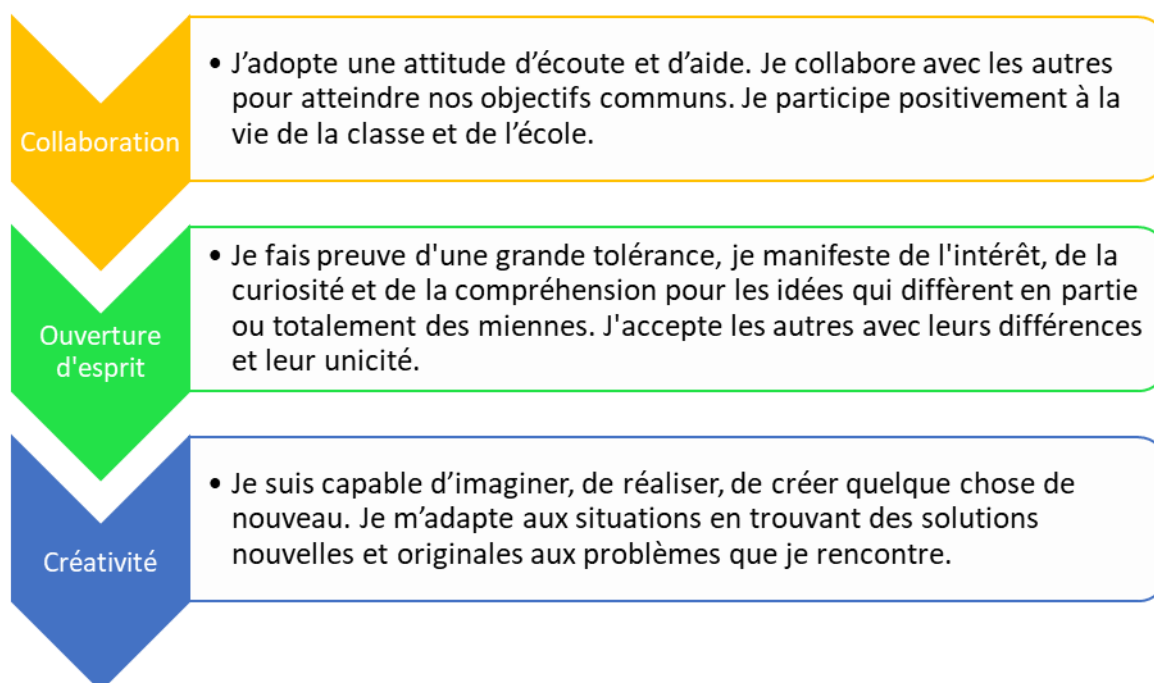 Collaboration
• J’adopte une attitude d’écoute et d’aide. Je collabore avec les autres
pour atteindre nos objectifs communs. Je participe positivement à la
vie de la classe et de l’école.
Ouverture
d'esprit
• Je fais preuve d'une grande tolérance, je manifeste de l'intérêt, de la
curiosité et de la compréhension pour les idées qui diffèrent en partie
ou totalement des miennes. J'accepte les autres avec leurs différences
et leur unicité.
Créativité
• Je suis capable d’imaginer, de réaliser, de créer quelque chose de
nouveau. Je m’adapte aux situations en trouvant des solutions
nouvelles et originales aux problèmes que je rencontre.